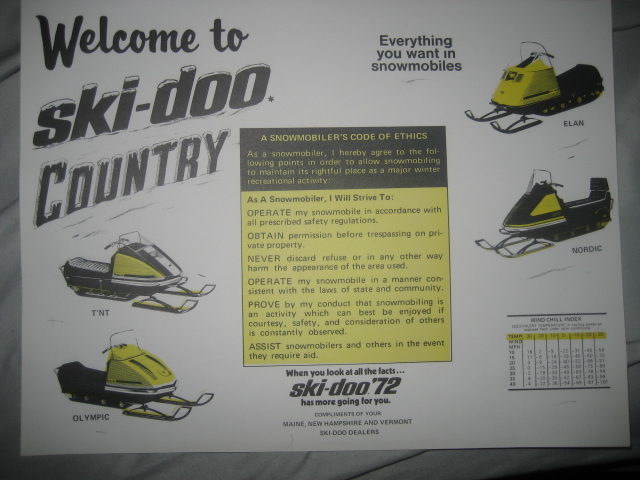 Welcome to
ski-doo*
COUNTRY
Everything
you want in
snowmobiles
ELAN
A SNOWMOBILER'S CODE OF ETHICS
As a snowmobiler, I hereby agree to the fol-
lowing points in order to allow snowmobiling
to maintain its rightful place as a major winter
recreational activity:
As A Snowmobiler, I Will Strive To:
OPERATE my snowmobile in accordance with
all prescribed safety regulations.
OBTAIN permission before trespassing on pri-
vate property.
NEVER discard refuse or in any other way
harm the appearance of the area used.
OPERATE my snowmobile in a manner con-
sistent with the laws of state and community.
PROVE by my conduct that snowmobiling is
an activity which can best be enjoyed if
courtesy, safety, and consideration of others
is constantly observed.
ASSIST snowmobilers and others in the event
they require aid.
NORDIC
T'NT
OLYMPIC
WIND CHILL INDEX
TEMP.
WIND
MPH
When you look at all the facts...
ski-doo '72
has more going for you.
COMPLIMENTS OF YOUR
MAINE, NEW HAMPSHIRE AND VERMONT
SKI-DOO DEALERS